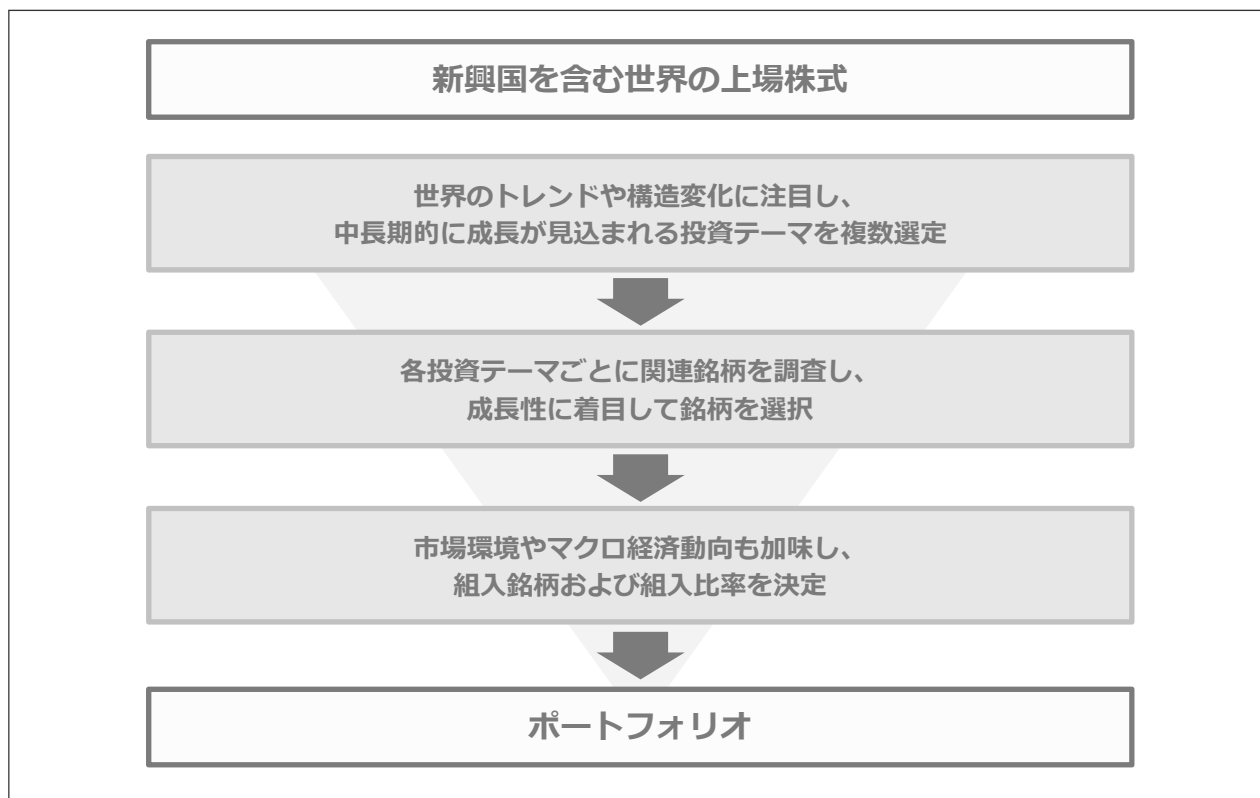 新興国を含む世界の上場株式
世界のトレンドや構造変化に注目し、
中長期的に成長が見込まれる投資テーマを複数選定
各投資テーマごとに関連銘柄を調査し、
成長性に着目して銘柄を選択
市場環境やマクロ経済動向も加味し、
組入銘柄および組入比率を決定
ポートフォリオ